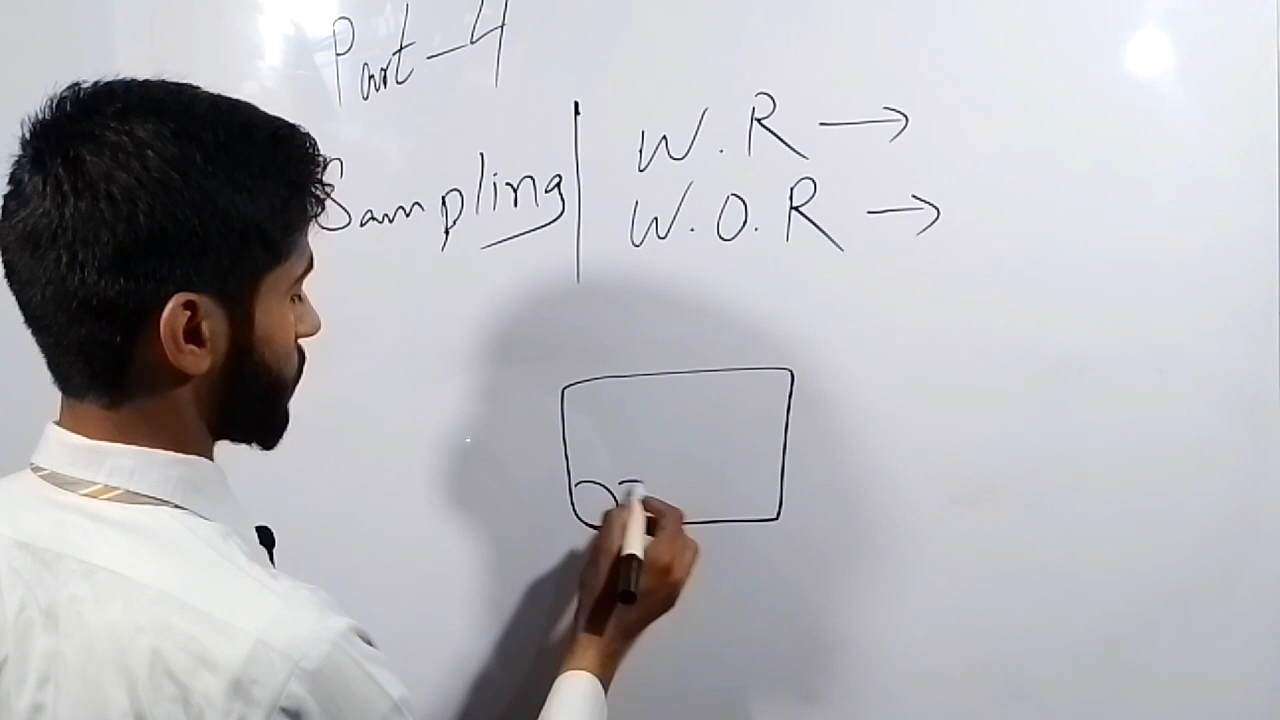 Part-4
Sampling
W.R →
W.O.R →